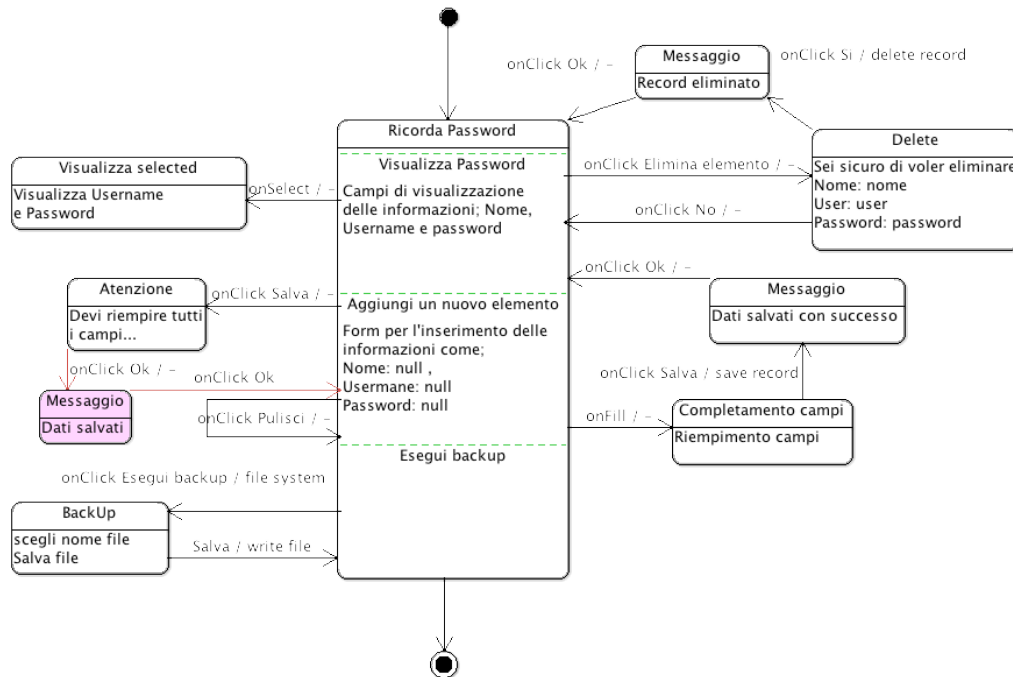 onClick Ok / -
Messaggio
Record eliminato
onClick Si / delete record
Ricorda Password
Visualizza Password
Campi di visualizzazione
delle informazioni; Nome,
Username e password
Visualizza selected
Visualizza Username
e Password
onSelect / -
onClick Elimina elemento / -
Delete
Sei sicuro di voler eliminare
Nome: nome
User: user
Password: password
onClick No / -
onClick Ok / -
Messaggio
Dati salvati con successo
Atenzione
Devi riempire tutti
i campi...
onClick Salva / -
Aggiungi un nuovo elemento
Form per l'inserimento delle
informazioni come;
Nome: null ,
Usermane: null
Password: null
onClick Ok / -
onClick Ok
Messaggio
Dati salvati
onClick Pulisci / -
onClick Salva / save record
onFill / -
Completamento campi
Riempimento campi
Esegui backup
onClick Esegui backup / file system
BackUp
scegli nome file
Salva file
Salva / write file